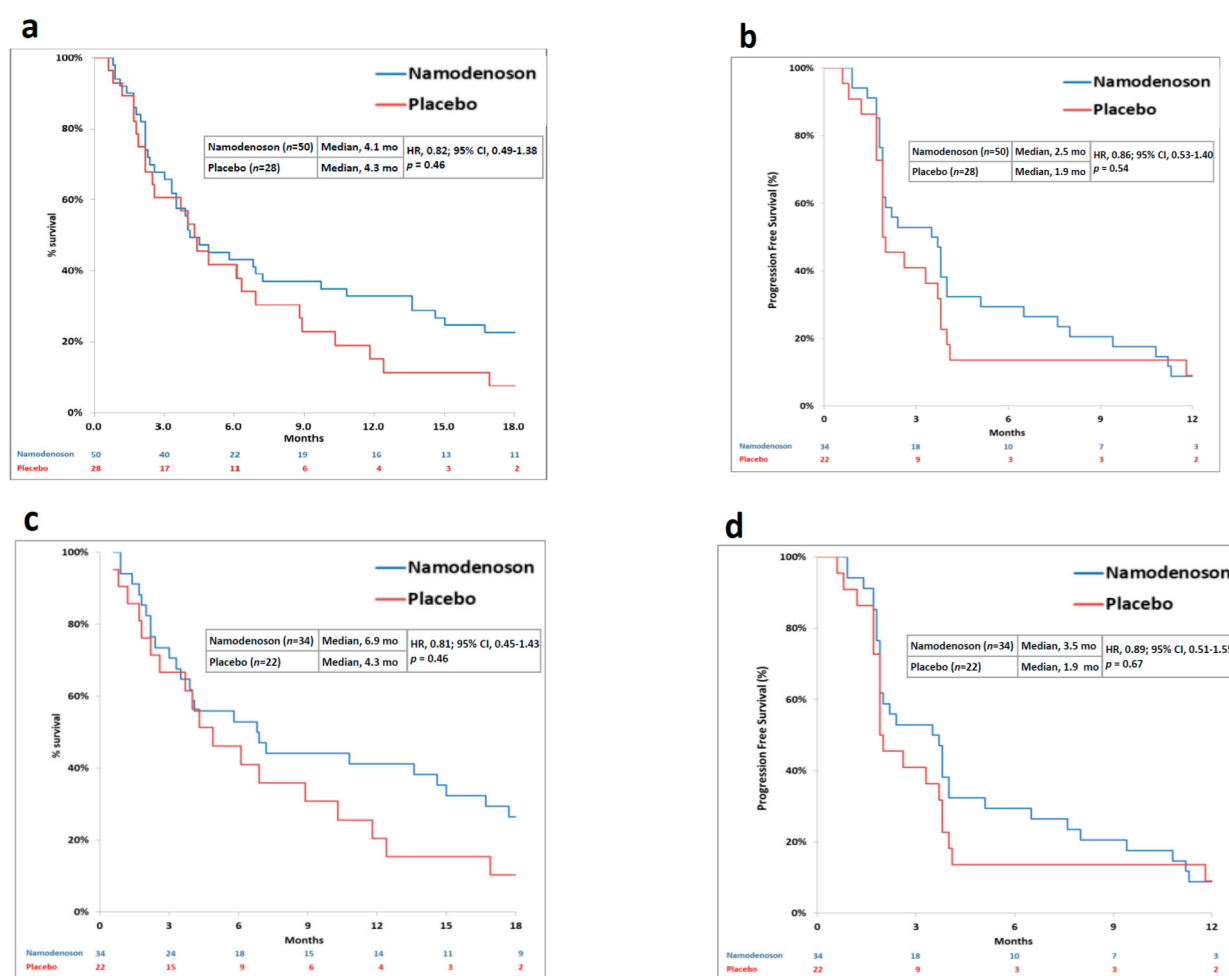 a
100%
80%
60%
40%
20%
0%
% survival
Namodenoson
Placebo
Namodenoson (n=50) Median, 4.1 mo HR, 0.82; 95% CI, 0.49-1.38
Placebo (n=28) Median, 4.3 mo p = 0.46
0.0 3.0 6.0 9.0 12.0 15.0 18.0
Months
Namodenoson 50 40 22 19 16 13 11
Placebo 28 17 11 6 4 3 2
b
100%
80%
60%
40%
20%
0%
Progression Free Survival (%)
Namodenoson
Placebo
Namodenoson (n=50) Median, 2.5 mo HR, 0.86; 95% CI, 0.53-1.40
Placebo (n=28) Median, 1.9 mo p = 0.54
0 3 6 9 12
Months
Namodenoson 34 18 10 7 3
Placebo 22 9 3 3 2
c
100%
80%
60%
40%
20%
0%
% survival
Namodenoson
Placebo
Namodenoson (n=34) Median, 6.9 mo HR, 0.81; 95% CI, 0.45-1.43
Placebo (n=22) Median, 4.3 mo p = 0.46
0 3 6 9 12 15 18
Months
Namodenoson 34 24 18 15 14 11 9
Placebo 22 15 9 6 4 3 2
d
100%
80%
60%
40%
20%
0%
Progression Free Survival (%)
Namodenoson
Placebo
Namodenoson (n=34) Median, 3.5 mo HR, 0.89; 95% CI, 0.51-1.55
Placebo (n=22) Median, 1.9 mo p = 0.67
0 3 6 9 12
Months
Namodenoson 34 18 10 7 3
Placebo 22 9 3 3 2